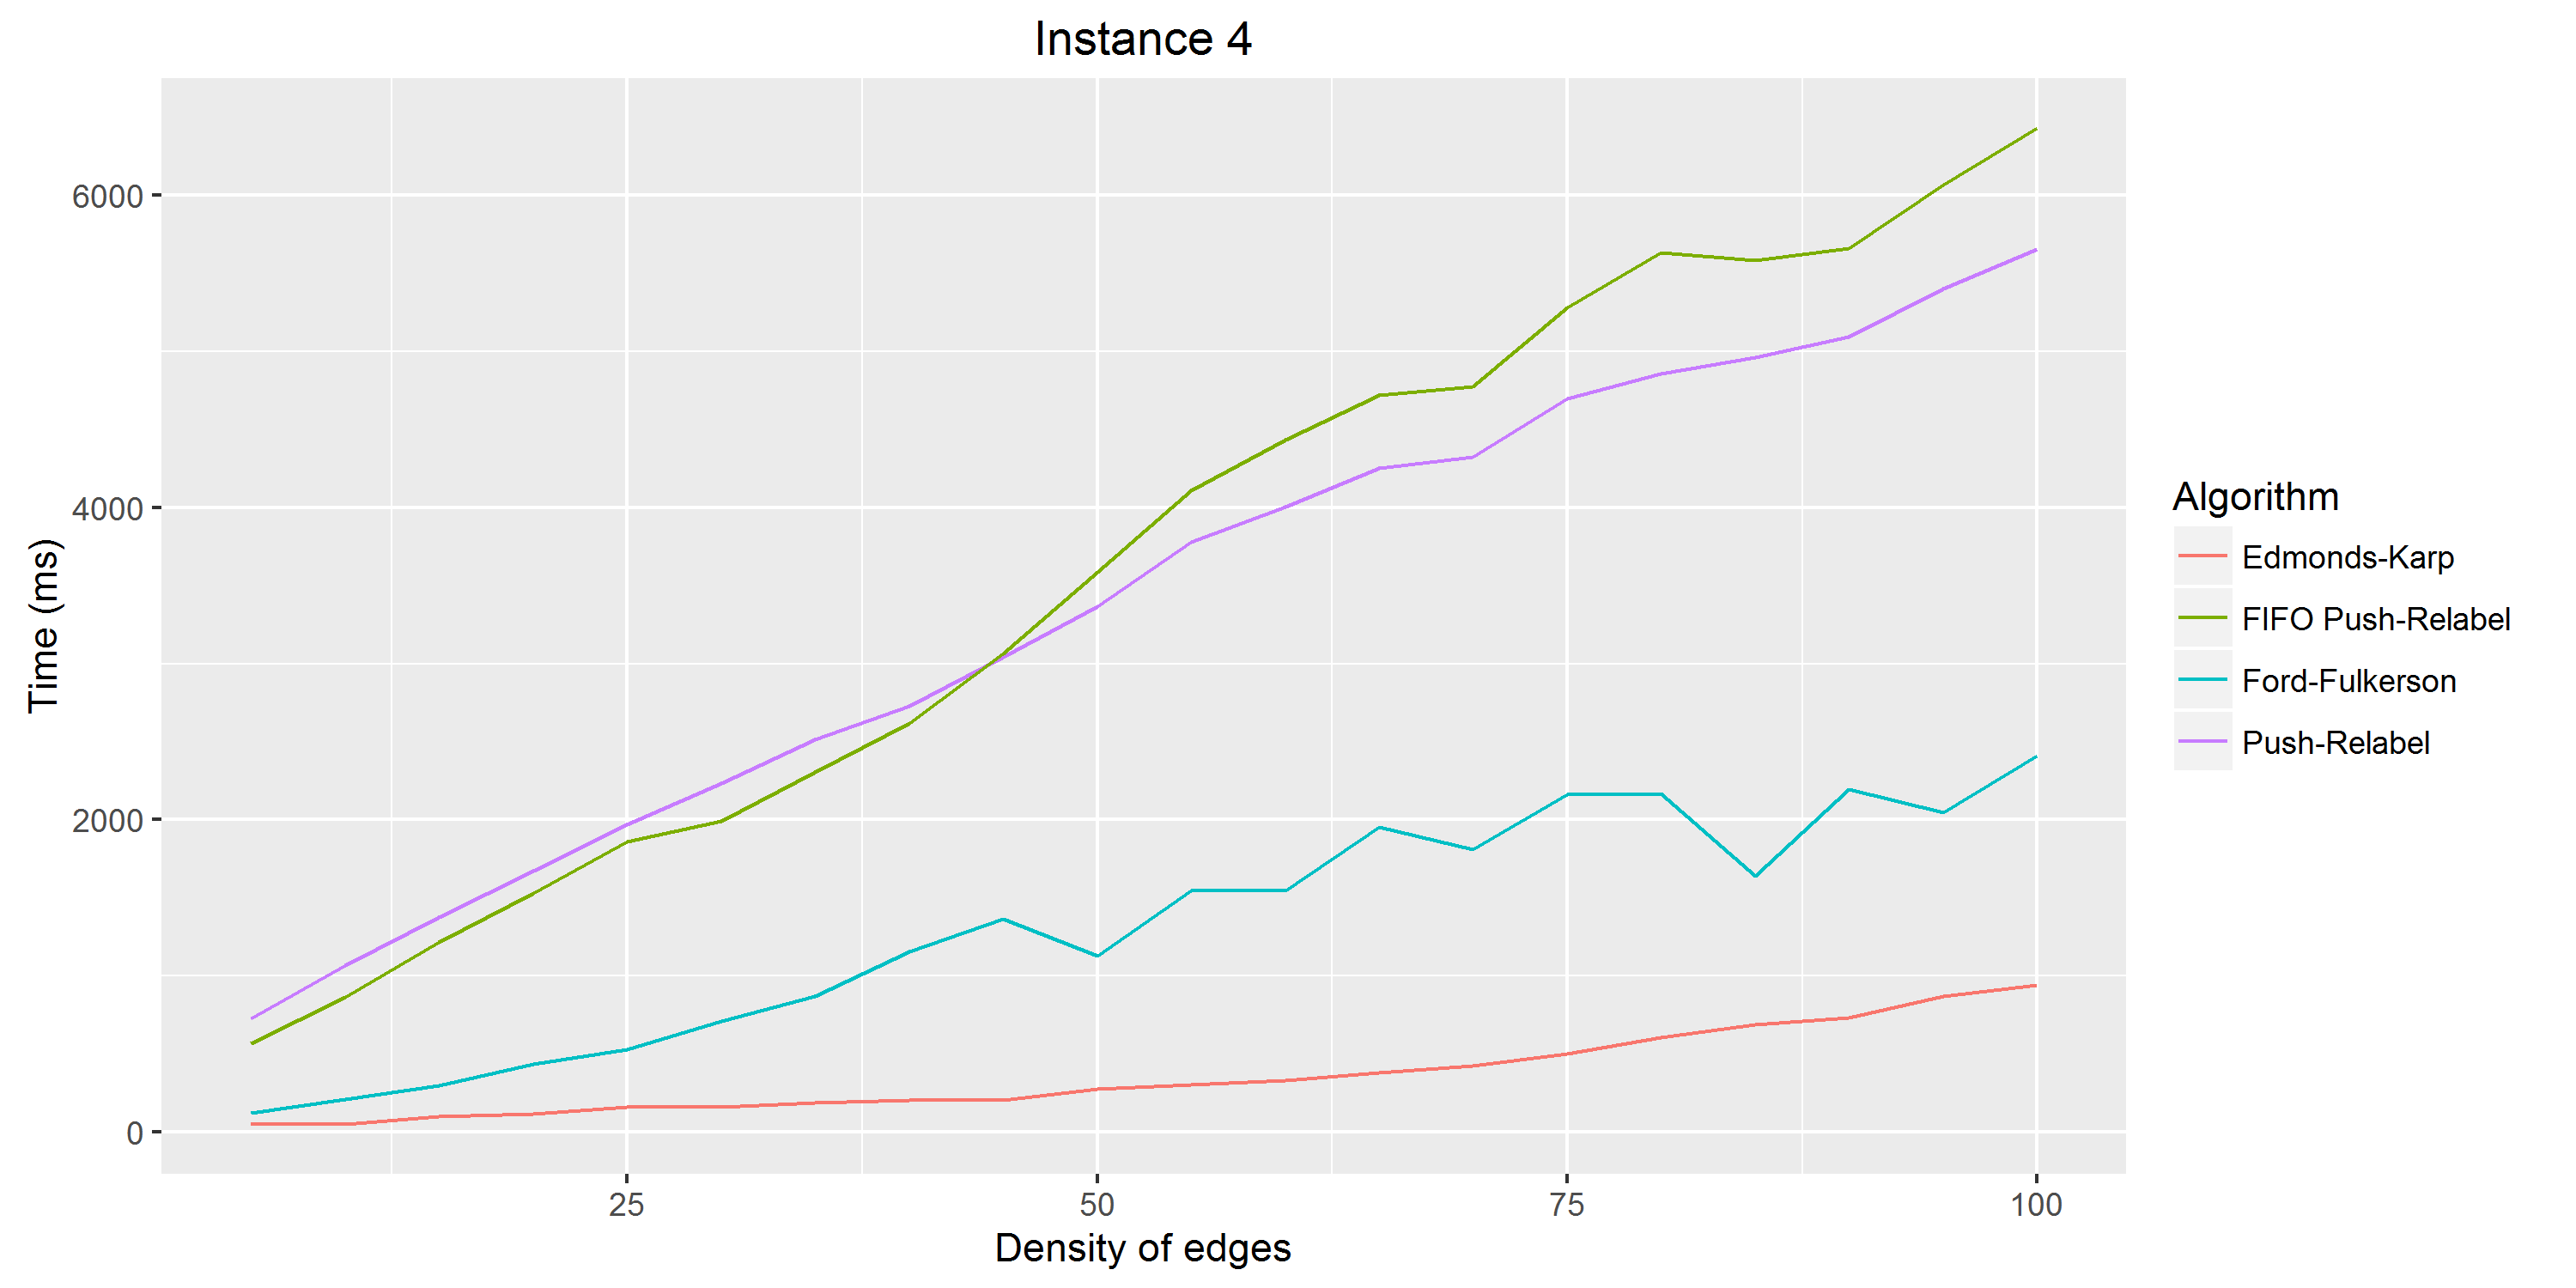 Instance 4
6000
4000
2000
0
Time (ms)
25 50 75 100
Density of edges
Algorithm
Edmonds-Karp
FIFO Push-Relabel
Ford-Fulkerson
Push-Relabel